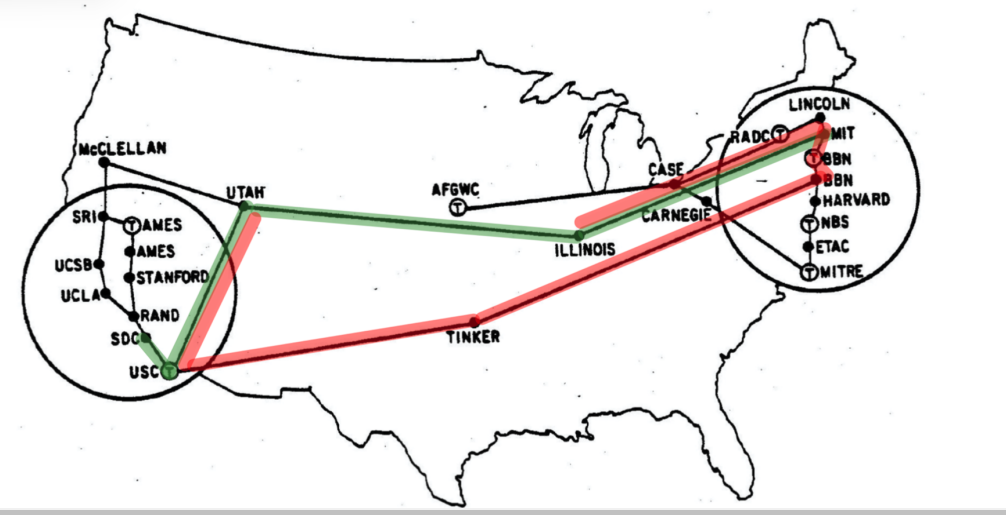 McCLELLAN
UTAH
SRI
T AMES
AMES
UCSB
STANFORD
UCLA
RAND
SDC
USC T
AFGWC
T
ILLINOIS
TINKER
CASE
CARNEGIE
LINCOLN
RADC T
MIT
T BBN
BBN
HARVARD
T NBS
ETAC
T MITRE